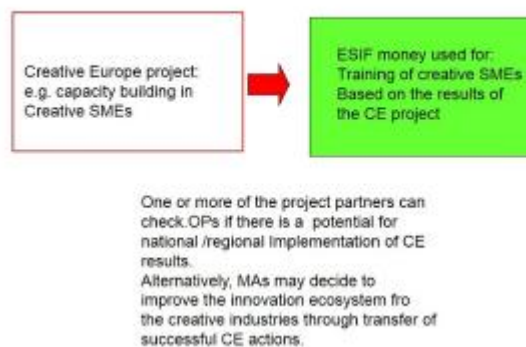 Creative Europe project:
e.g. capacity building in
Creative SMEs
ESIF money used for:
Training of creative SMEs
Based on the results of
the CE project
One or more of the project partners can
check.OPs if there is a potential for
national /regional Implementation of CE
results.
Alternatively, MAs may decide to
improve the innovation ecosystem fro
the creative industries through transfer of
successful CE actions.